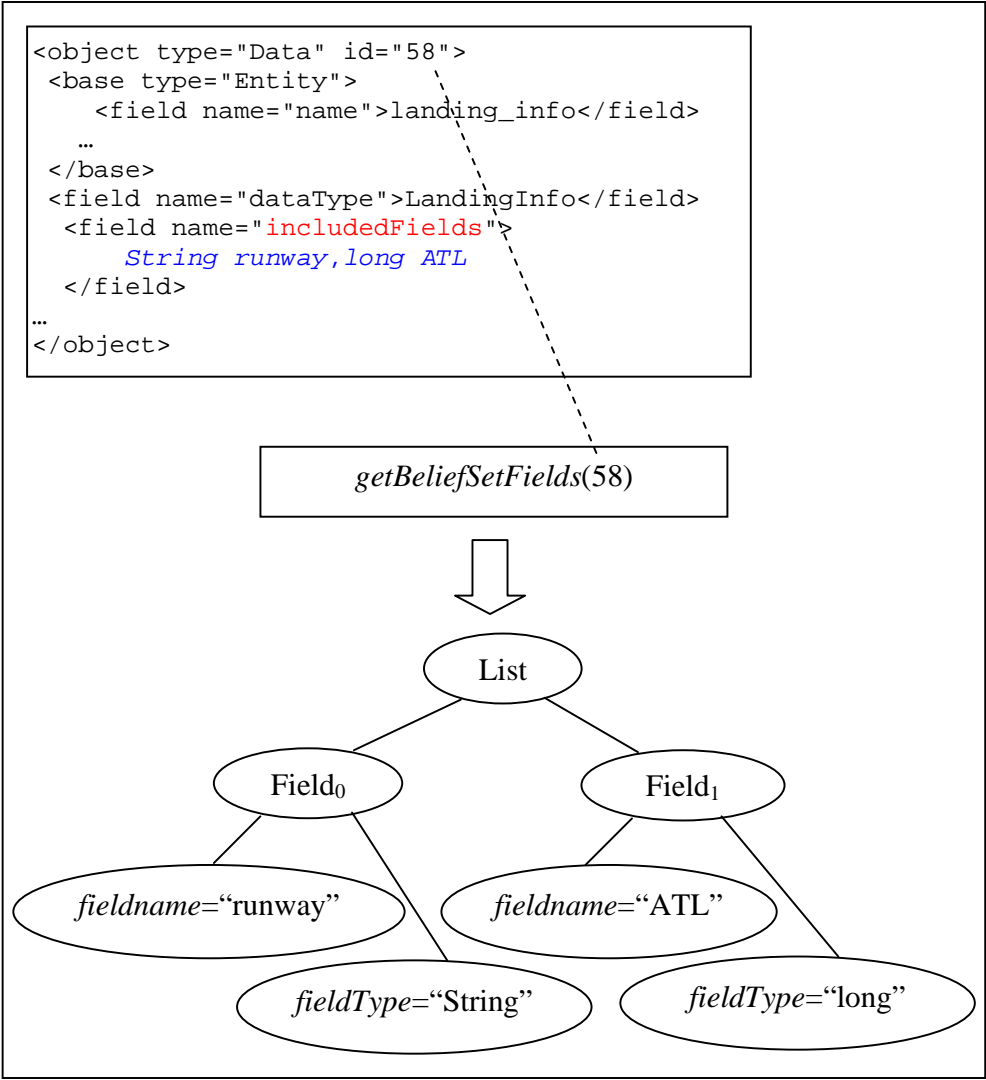 <object type="Data" id="58">
<base type="Entity">
<field name="name">landing_info</field>
…
</base>
<field name="dataType">LandingInfo</field>
<field name="includedFields">
String runway,long ATL
</field>
…
</object>
getBeliefSetFields(58)
List
Field0
Field1
fieldname=“runway”
fieldname=“ATL”
fieldType=“String”
fieldType=“long”